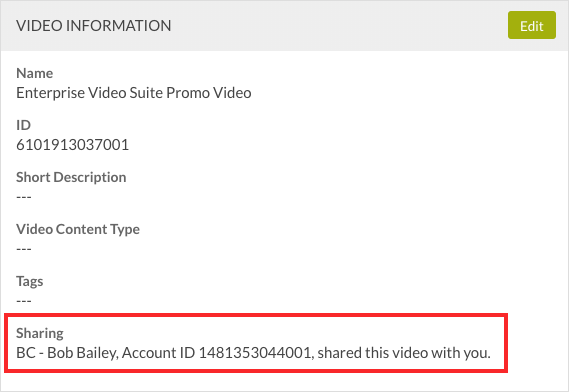 VIDEO INFORMATION
Edit
Name
Enterprise Video Suite Promo Video
ID
6101913037001
Short Description
---
Video Content Type
---
Tags
---
Sharing
BC - Bob Bailey, Account ID 1481353044001, shared this video with you.